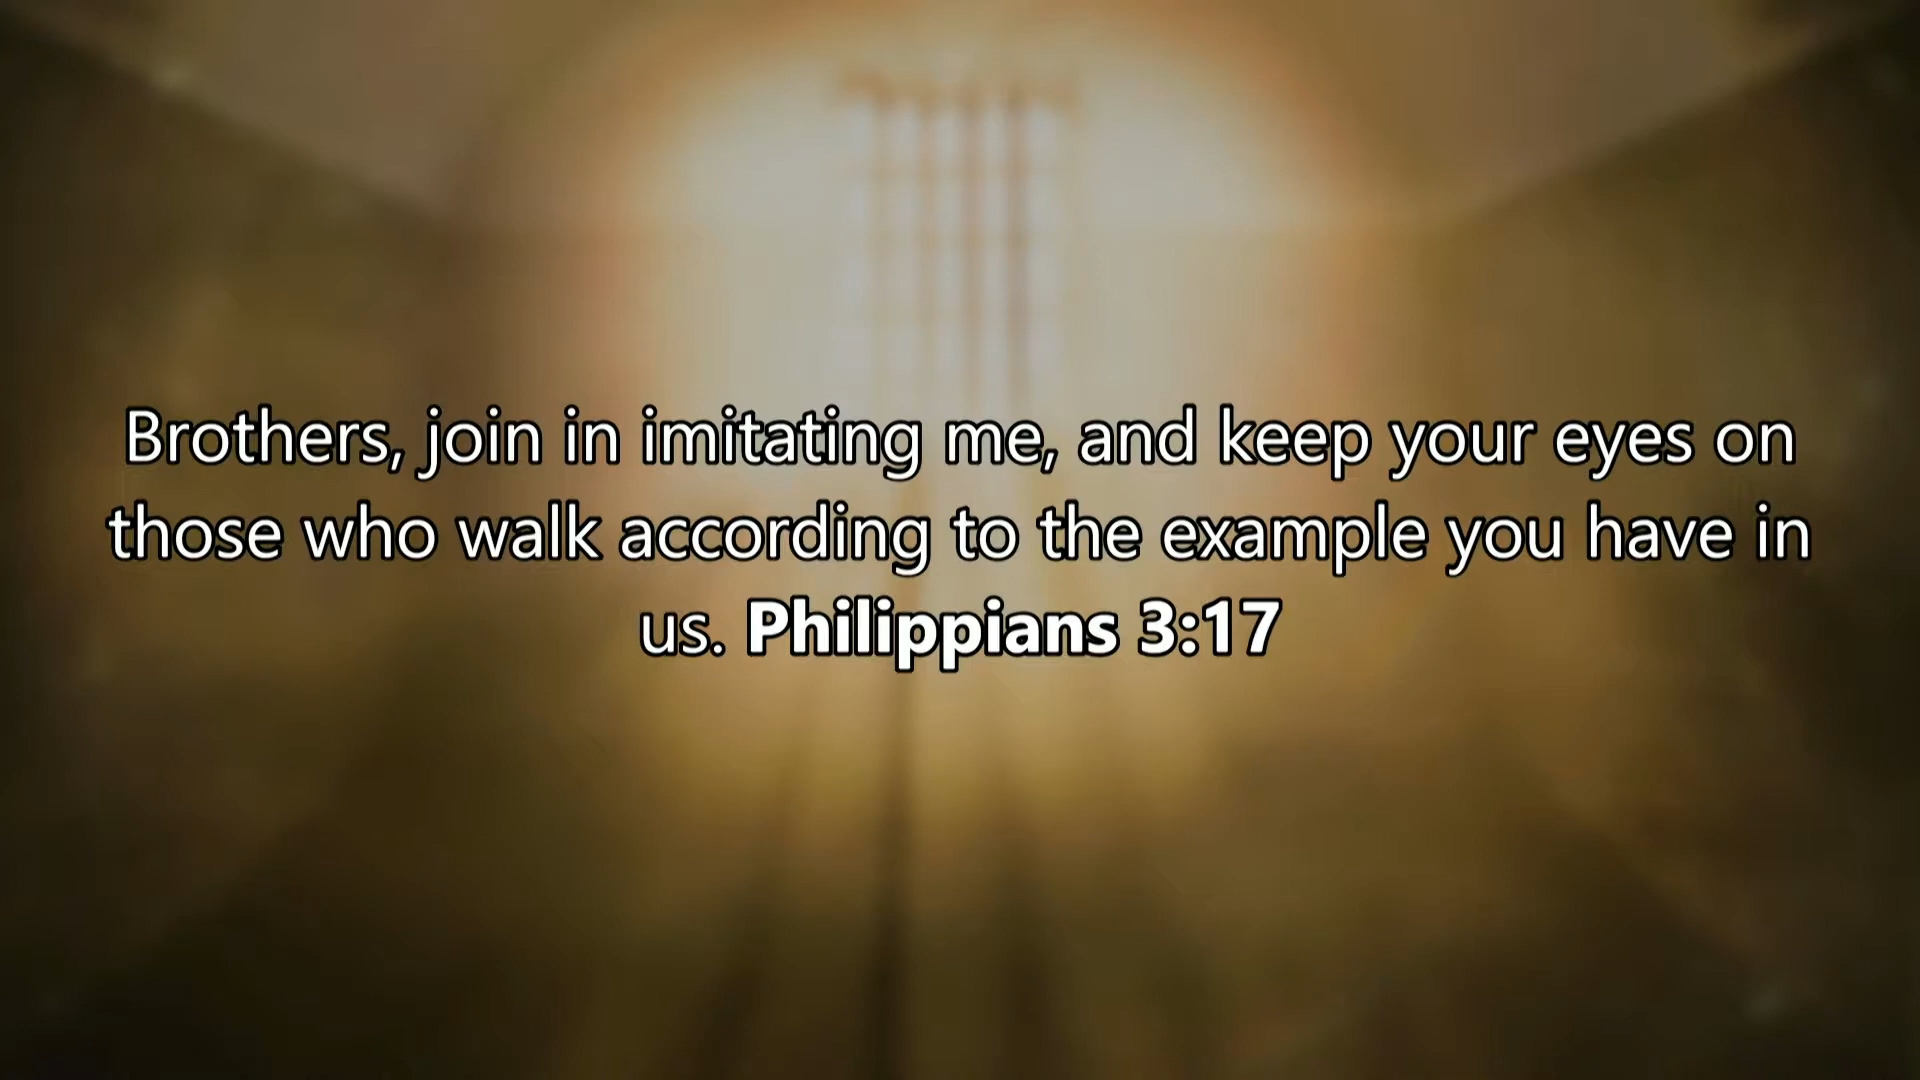 Brothers, join in imitating me, and keep your eyes on
those who walk according to the example you have in
us. Philippians 3:17